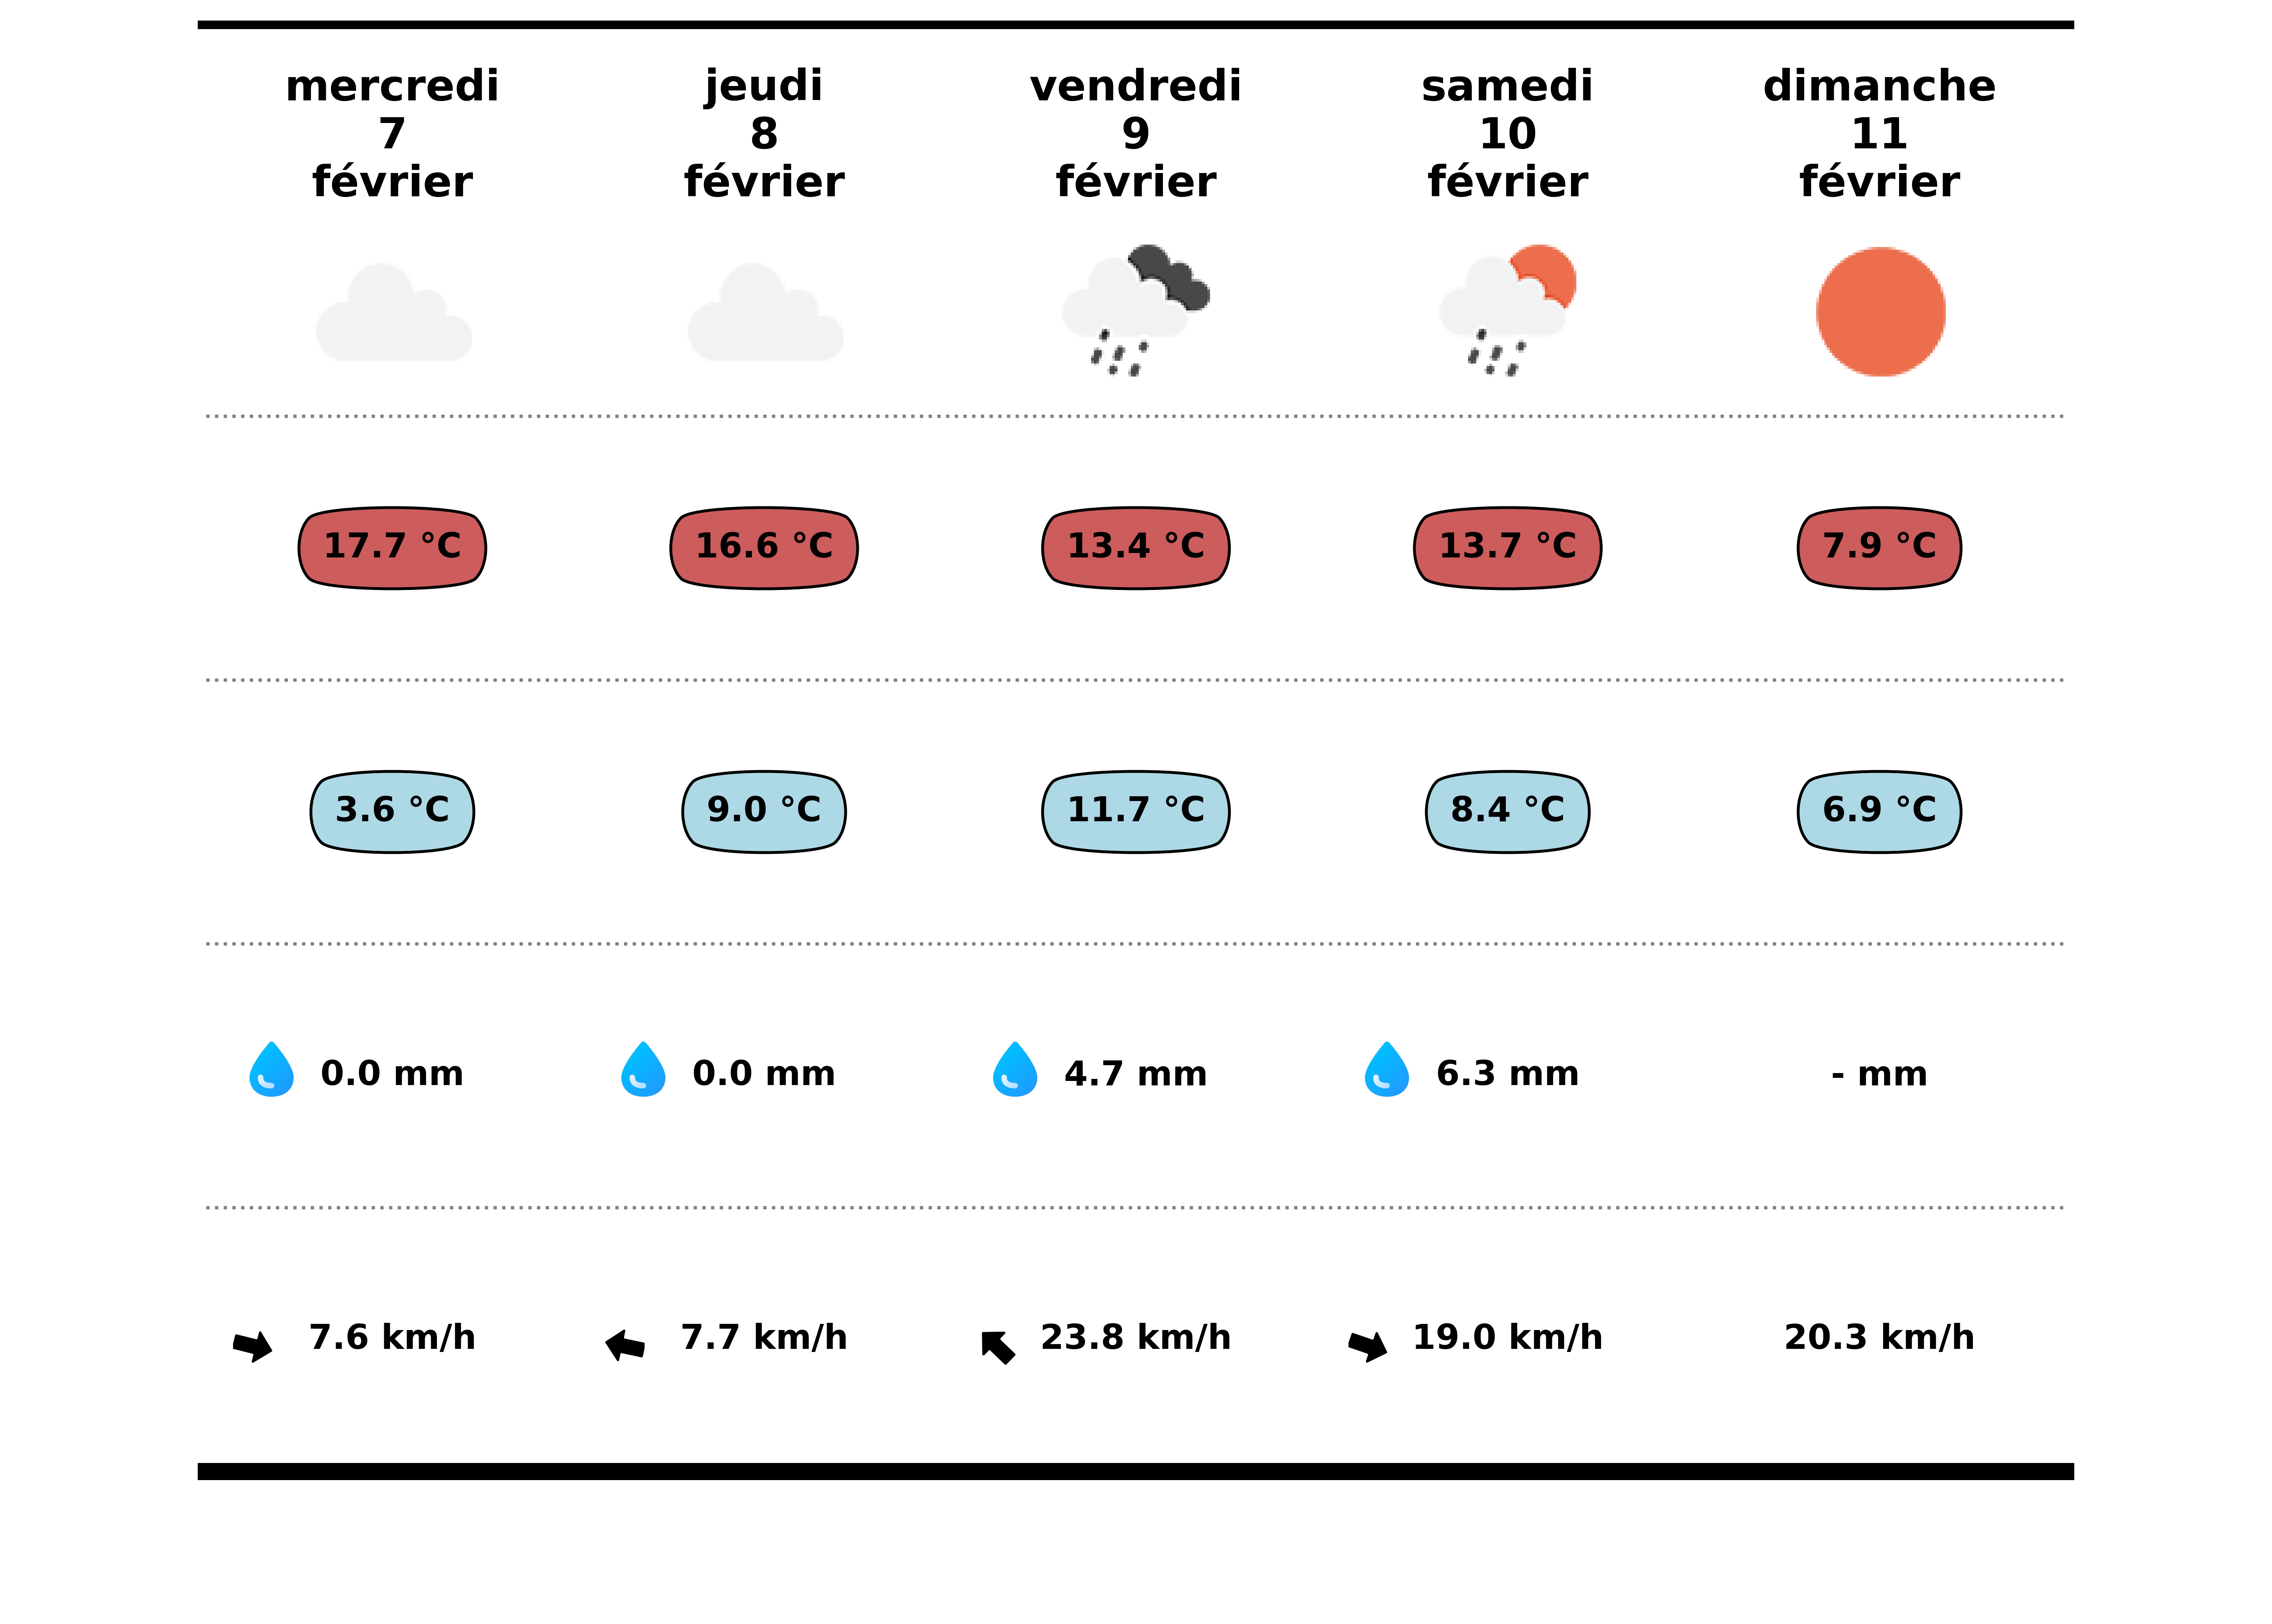 mercredi
7
février
jeudi
8
février
vendredi
9
février
samedi
10
février
dimanche
11
février
17.7 °C
16.6 °C
13.4 °C
13.7 °C
7.9 °C
3.6 °C
9.0 °C
11.7 °C
8.4 °C
6.9 °C
0.0 mm
0.0 mm
4.7 mm
6.3 mm
- mm
7.6 km/h
7.7 km/h
23.8 km/h
19.0 km/h
20.3 km/h